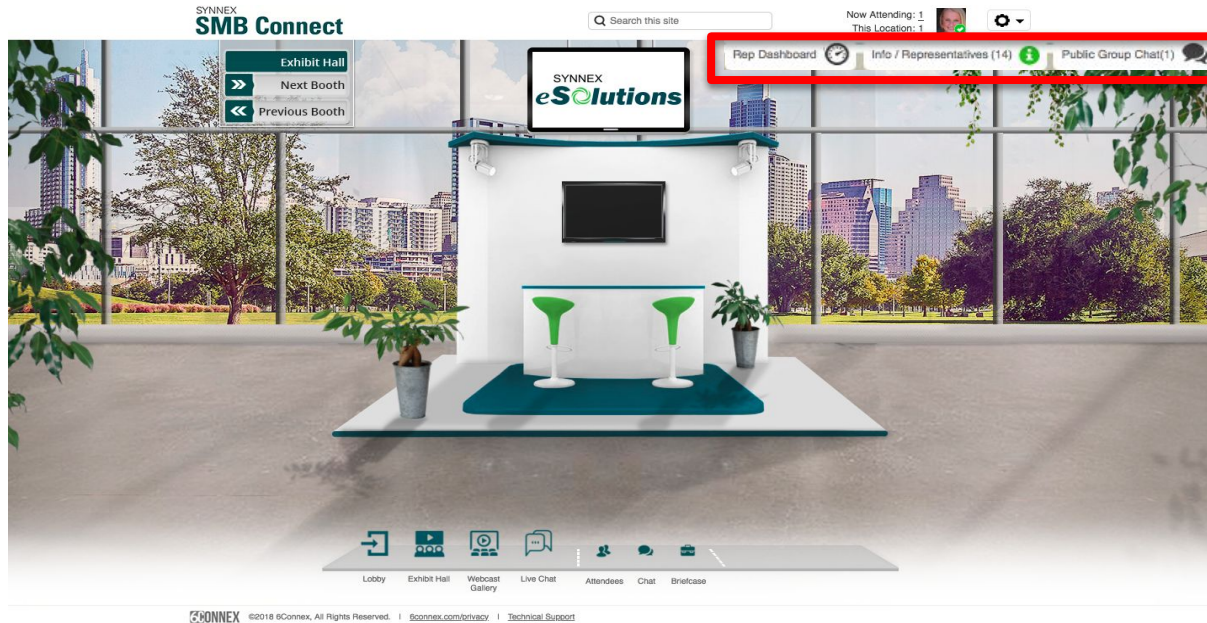 SYNNEX
SMB Connect
Search this site
Now Attending: 1
This Location: 1
Exhibit Hall
Next Booth
Previous Booth
SYNNEX
eSolutions
Rep Dashboard
Info / Representatives (14)
Public Group Chat(1)
Lobby
Exhibit Hall
Webcast
Gallery
Live Chat
Attendees
Chat
Briefcase
6CONNEX ©2018 6Connex, All Rights Reserved. | 6connex.com/privacy | Technical Support